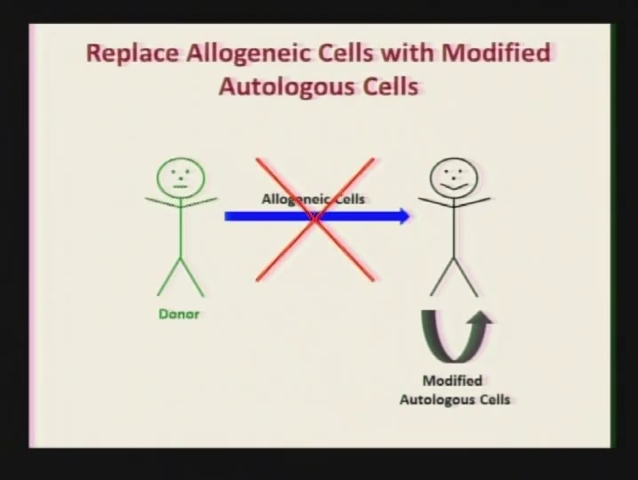 Replace Allogeneic Cells with Modified
Autologous Cells
Allogeneic Cells
Donor
Modified
Autologous Cells